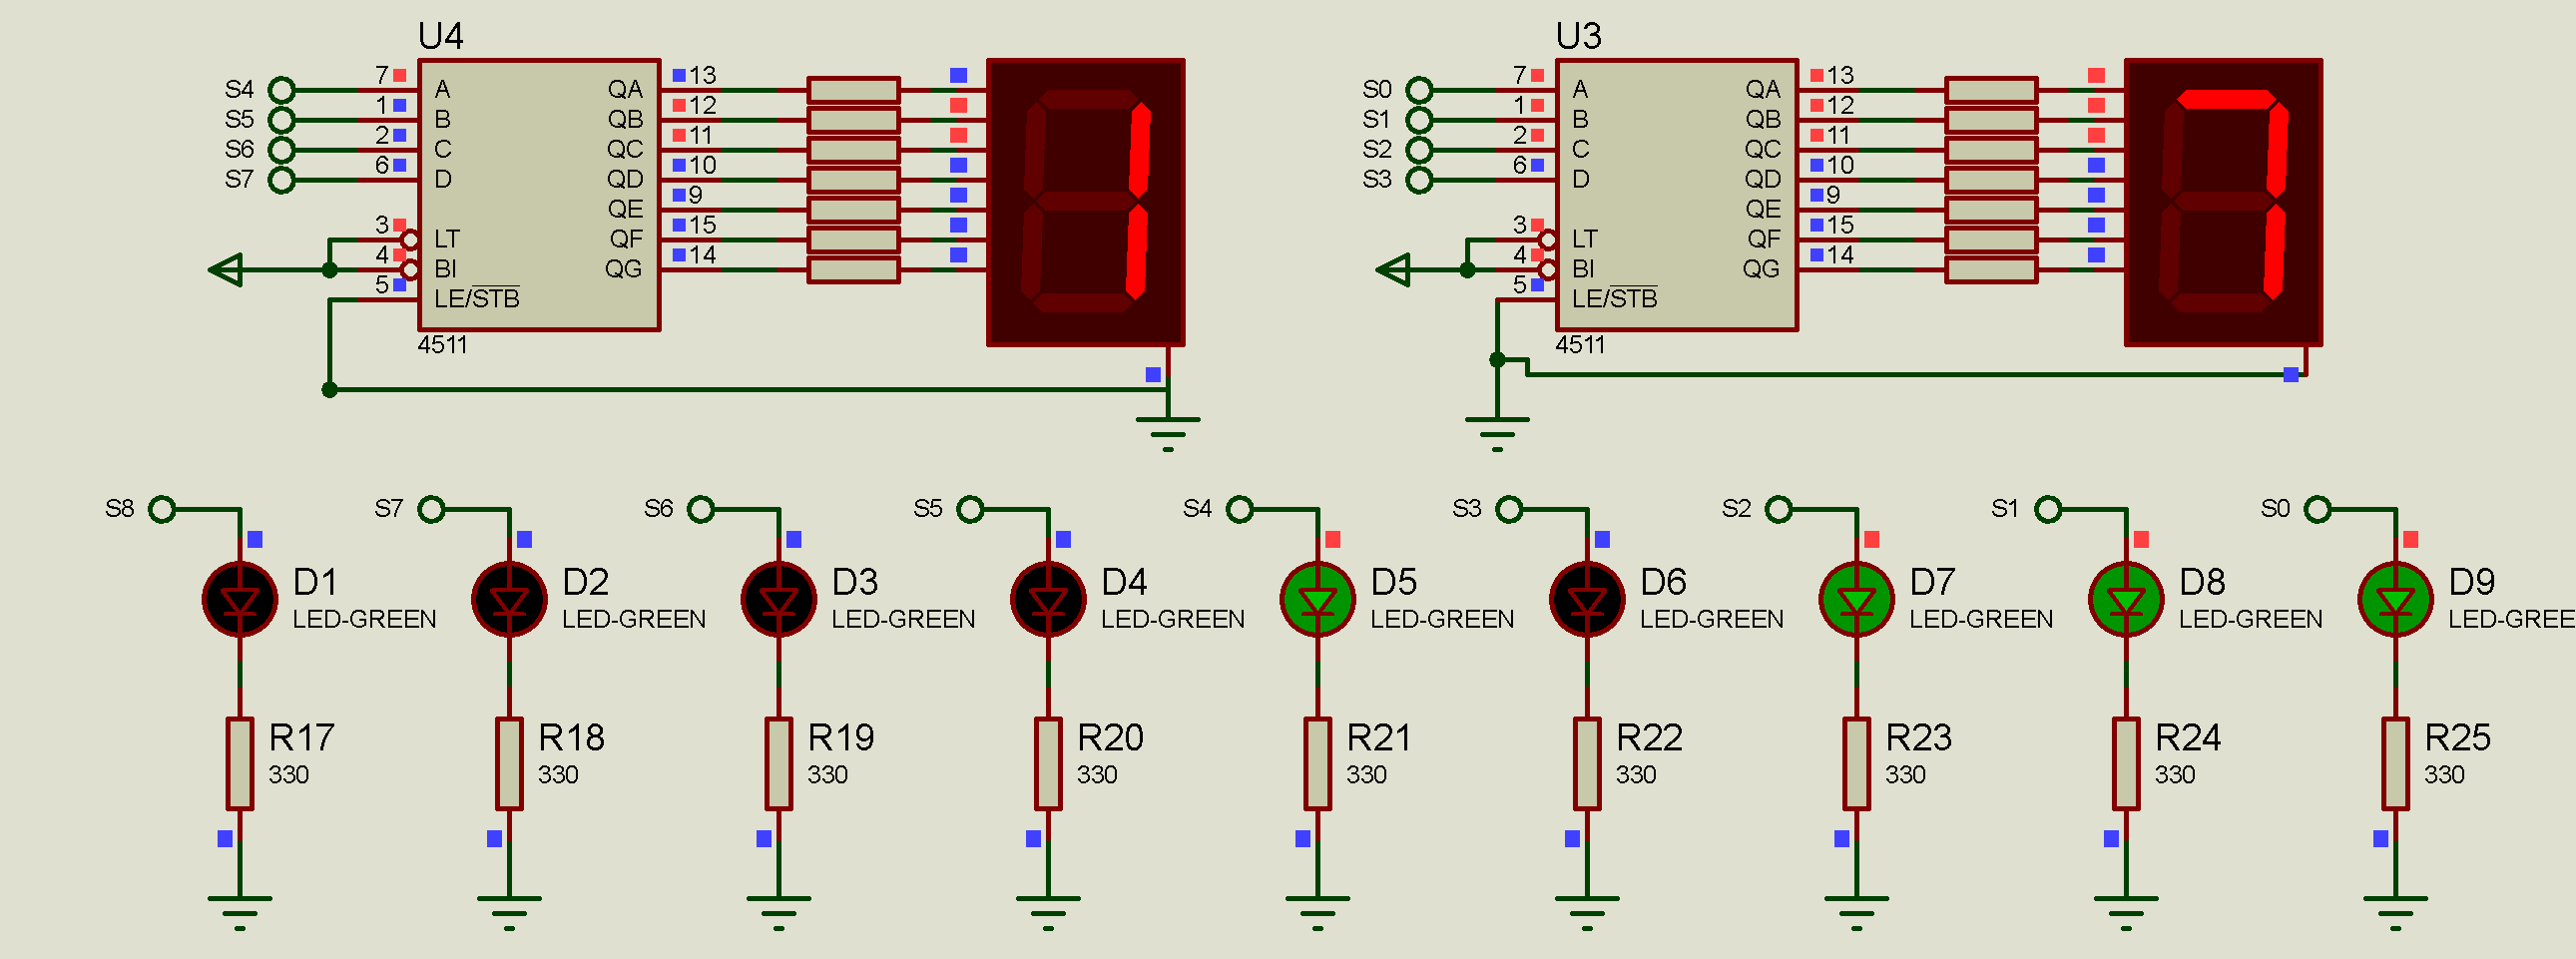 U4
S4 7 A QA 13
S5 1 B QB 12
S6 2 C QC 11
S7 6 D QD 10
QE 9
3 LT QF 15
4 BI QG 14
5 LE/STB
4511
U3
S0 7 A QA 13
S1 1 B QB 12
S2 2 C QC 11
S3 6 D QD 10
QE 9
3 LT QF 15
4 BI QG 14
5 LE/STB
4511
S8 S7 S6 S5 S4 S3 S2 S1 S0
D1 D2 D3 D4 D5 D6 D7 D8 D9
LED-GREEN LED-GREEN LED-GREEN LED-GREEN LED-GREEN LED-GREEN LED-GREEN LED-GREEN LED-GREE
R17 R18 R19 R20 R21 R22 R23 R24 R25
330 330 330 330 330 330 330 330 330